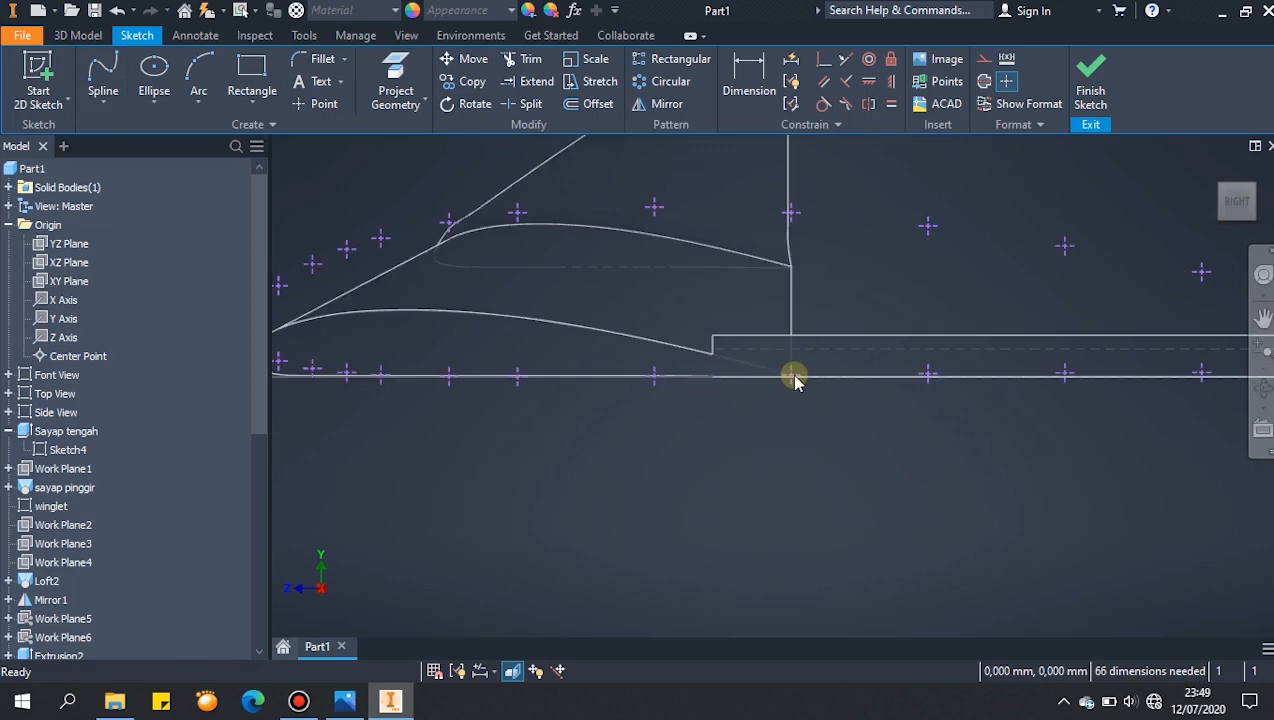 Material Appearance fx Part1 Search Help & Commands... Sign In
File 3D Model Sketch Annotate Inspect Tools Manage View Environments Get Started Collaborate
Start 2D Sketch Spline Ellipse Arc Rectangle Fillet Text Point Project Geometry Move Trim Scale Copy Extend Stretch Rotate Split Offset Rectangular Circular Mirror Dimension Image Points ACAD Show Format Finish Sketch
Sketch Create Modify Pattern Constrain Insert Format Exit
Model
Part1
Solid Bodies(1)
View: Master
Origin
YZ Plane
XZ Plane
XY Plane
X Axis
Y Axis
Z Axis
Center Point
Font View
Top View
Side View
Sayap tengah
Sketch4
Work Plane1
sayap pinggir
winglet
Work Plane2
Work Plane3
Work Plane4
Loft2
Mirror1
Work Plane5
Work Plane6
Extrusion2
RIGHT
Y
Z X
Part1
Ready 0,000 mm, 0,000 mm 66 dimensions needed 1 1
23:49
12/07/2020